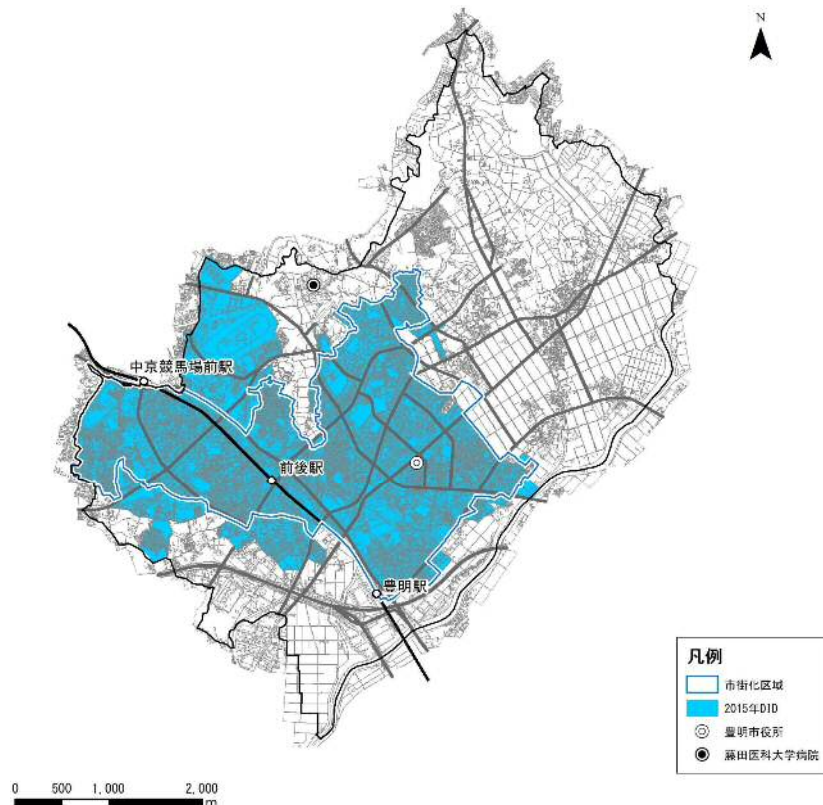 N
中京競馬場前駅
前後駅
豊明駅
凡例
市街化区域
2015年DID
豊明市役所
藤田医科大学病院
0 500 1,000 2,000
m